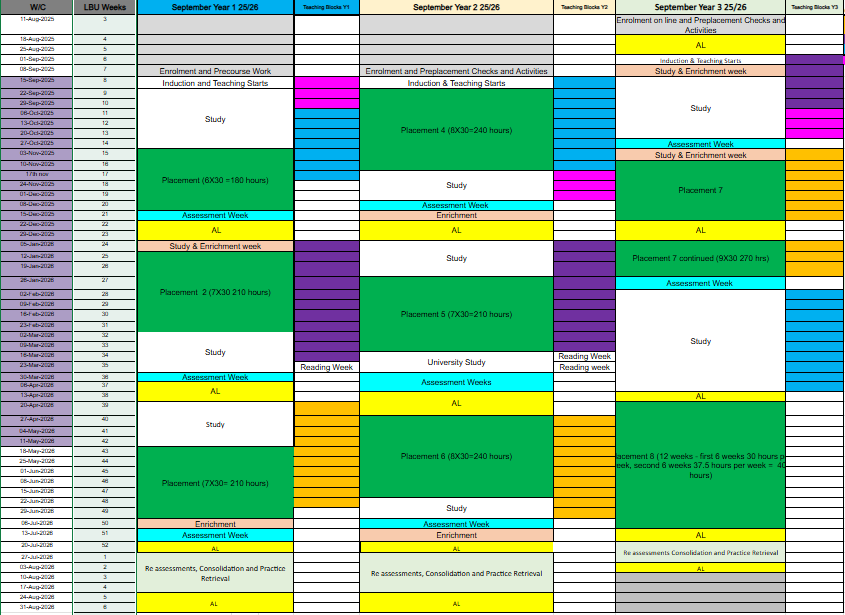 W/C LBU Weeks September Year 1 25/26 Teaching Blocks Y1 September Year 2 25/26 Teaching Blocks Y2 September Year 3 25/26 Teaching Blocks Y3
11-Aug-2025 3 Enrolment on line and Preplacement Checks and
Activities
18-Aug-2025 4 AL
25-Aug-2025 5
01-Sep-2025 6 Induction & Teaching Starts
08-Sep-2025 7 Enrolment and Precourse Work Enrolment and Preplacement Checks and Activities Study & Enrichment week
15-Sep-2025 8 Induction and Teaching Starts Induction & Teaching Starts
22-Sep-2025 9
29-Sep-2025 10 Study
06-Oct-2025 11 Study
13-Oct-2025 12 Placement 4 (8X30=240 hours)
20-Oct-2025 13
27-Oct-2025 14 Assessment Week
03-Nov-2025 15 Study & Enrichment week
10-Nov-2025 16
17th nov 17 Placement (6X30 =180 hours)
24-Nov-2025 18 Study Placement 7
01-Dec-2025 19
08-Dec-2025 20 Assessment Week
15-Dec-2025 21 Assessment Week Enrichment
22-Dec-2025 22 AL AL AL
29-Dec-2025 23
05-Jan-2026 24 Study & Enrichment week
12-Jan-2026 25 Study Placement 7 continued (9X30 270 hrs)
19-Jan-2026 26
26-Jan-2026 27 Assessment Week
02-Feb-2026 28 Placement 2 (7X30 210 hours)
09-Feb-2026 29
16-Feb-2026 30 Placement 5 (7X30=210 hours)
23-Feb-2026 31
02-Mar-2026 32
09-Mar-2026 33 Study
16-Mar-2026 34 Study University Study Reading Week
23-Mar-2026 35 Reading Week Reading week
30-Mar-2026 36 Assessment Week Assessment Weeks
06-Apr-2026 37 AL
13-Apr-2026 38 AL AL
20-Apr-2026 39
27-Apr-2026 40 Study
04-May-2026 41
11-May-2026 42
18-May-2026 43 Placement 6 (8X30=240 hours) lacement 8 (12 weeks - first 6 weeks 30 hours p
25-May-2026 44 eek, second 6 weeks 37.5 hours per week = 40
01-Jun-2026 45 hours)
08-Jun-2026 46 Placement (7X30= 210 hours)
15-Jun-2026 47
22-Jun-2026 48
29-Jun-2026 49 Study
06-Jul-2026 50 Enrichment Assessment Week
13-Jul-2026 51 Assessment Week Enrichment AL
20-Jul-2026 52 AL AL
27-Jul-2026 1 Re assessments Consolidation and Practice Retrieval
03-Aug-2026 2 Re assessments, Consolidation and Practice
Retrieval Re assessments, Consolidation and Practice Retrieval AL
10-Aug-2026 3
17-Aug-2026 4
24-Aug-2026 5 AL AL
31-Aug-2026 6